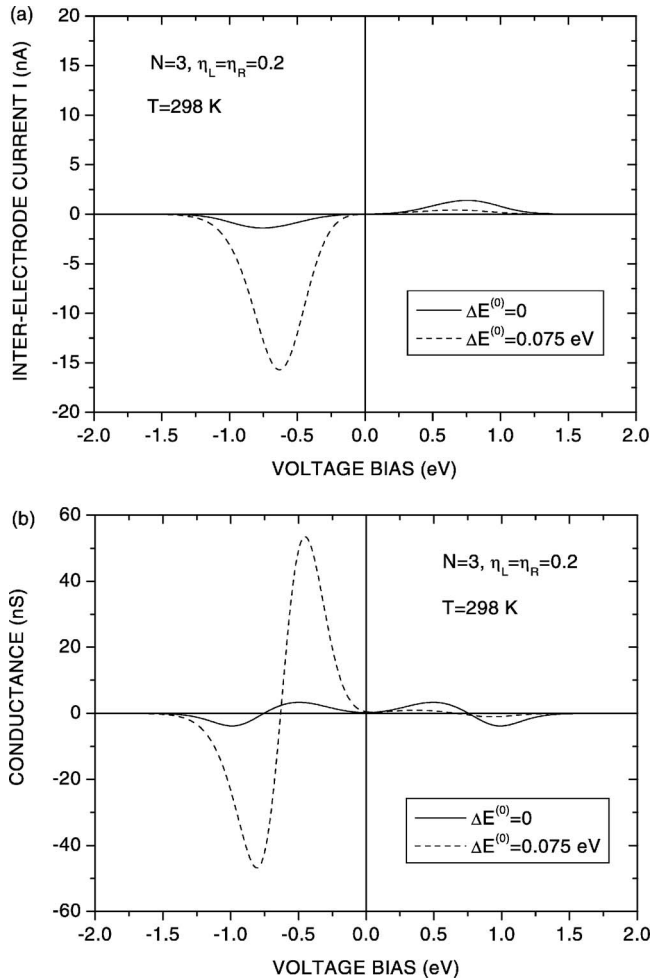 (a)
INTER-ELECTRODE CURRENT I (nA)
20
15
10
5
0
-5
-10
-15
-20
N=3, η_L=η_R=0.2
T=298 K
ΔE^(0)=0
ΔE^(0)=0.075 eV
-2.0 -1.5 -1.0 -0.5 0.0 0.5 1.0 1.5 2.0
VOLTAGE BIAS (eV)
(b)
CONDUCTANCE (nS)
60
40
20
0
-20
-40
-60
N=3, η_L=η_R=0.2
T=298 K
ΔE^(0)=0
ΔE^(0)=0.075 eV
-2.0 -1.5 -1.0 -0.5 0.0 0.5 1.0 1.5 2.0
VOLTAGE BIAS (eV)